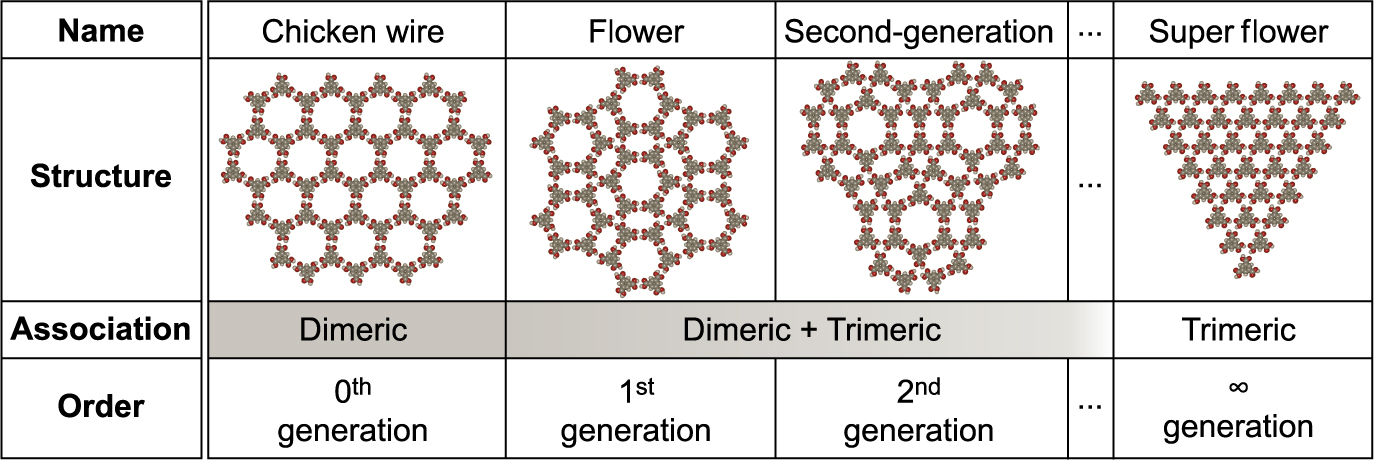 Name Chicken wire Flower Second-generation ... Super flower
Structure ...
Association Dimeric Dimeric + Trimeric Trimeric
Order 0th generation 1st generation 2nd generation ... ∞ generation